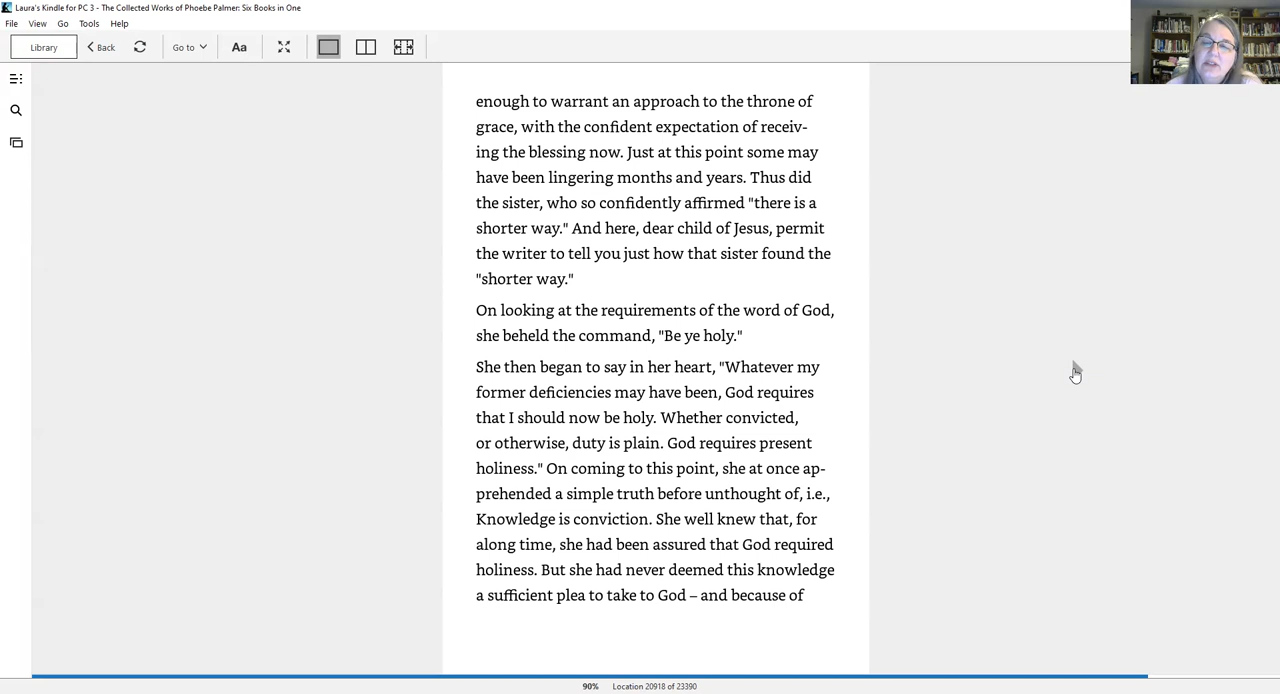 Laura's Kindle for PC 3 - The Collected Works of Phoebe Palmer: Six Books in One
File View Go Tools Help
Library Back Go to Aa
enough to warrant an approach to the throne of
grace, with the confident expectation of receiv-
ing the blessing now. Just at this point some may
have been lingering months and years. Thus did
the sister, who so confidently affirmed "there is a
shorter way." And here, dear child of Jesus, permit
the writer to tell you just how that sister found the
"shorter way."
On looking at the requirements of the word of God,
she beheld the command, "Be ye holy."
She then began to say in her heart, "Whatever my
former deficiencies may have been, God requires
that I should now be holy. Whether convicted,
or otherwise, duty is plain. God requires present
holiness." On coming to this point, she at once ap-
prehended a simple truth before unthought of, i.e.,
Knowledge is conviction. She well knew that, for
along time, she had been assured that God required
holiness. But she had never deemed this knowledge
a sufficient plea to take to God – and because of
90% Location 20918 of 23390